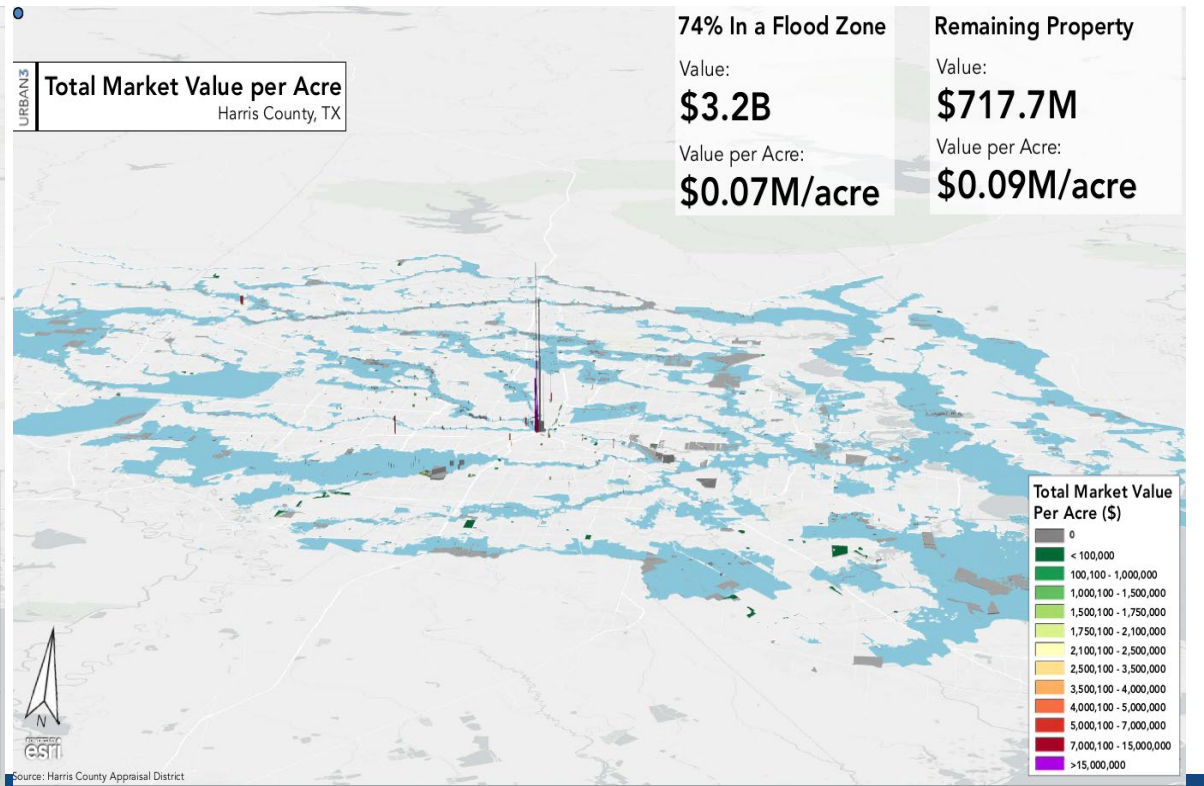 URBAN3
Total Market Value per Acre
Harris County, TX
74% In a Flood Zone
Value:
$3.2B
Value per Acre:
$0.07M/acre
Remaining Property
Value:
$717.7M
Value per Acre:
$0.09M/acre
Total Market Value
Per Acre ($)
0
< 100,000
100,100 - 1,000,000
1,000,100 - 1,500,000
1,500,100 - 1,750,000
1,750,100 - 2,100,000
2,100,100 - 2,500,000
2,500,100 - 3,500,000
3,500,100 - 4,000,000
4,000,100 - 5,000,000
5,000,100 - 7,000,000
7,000,100 - 15,000,000
>15,000,000
N
esri
Source: Harris County Appraisal District